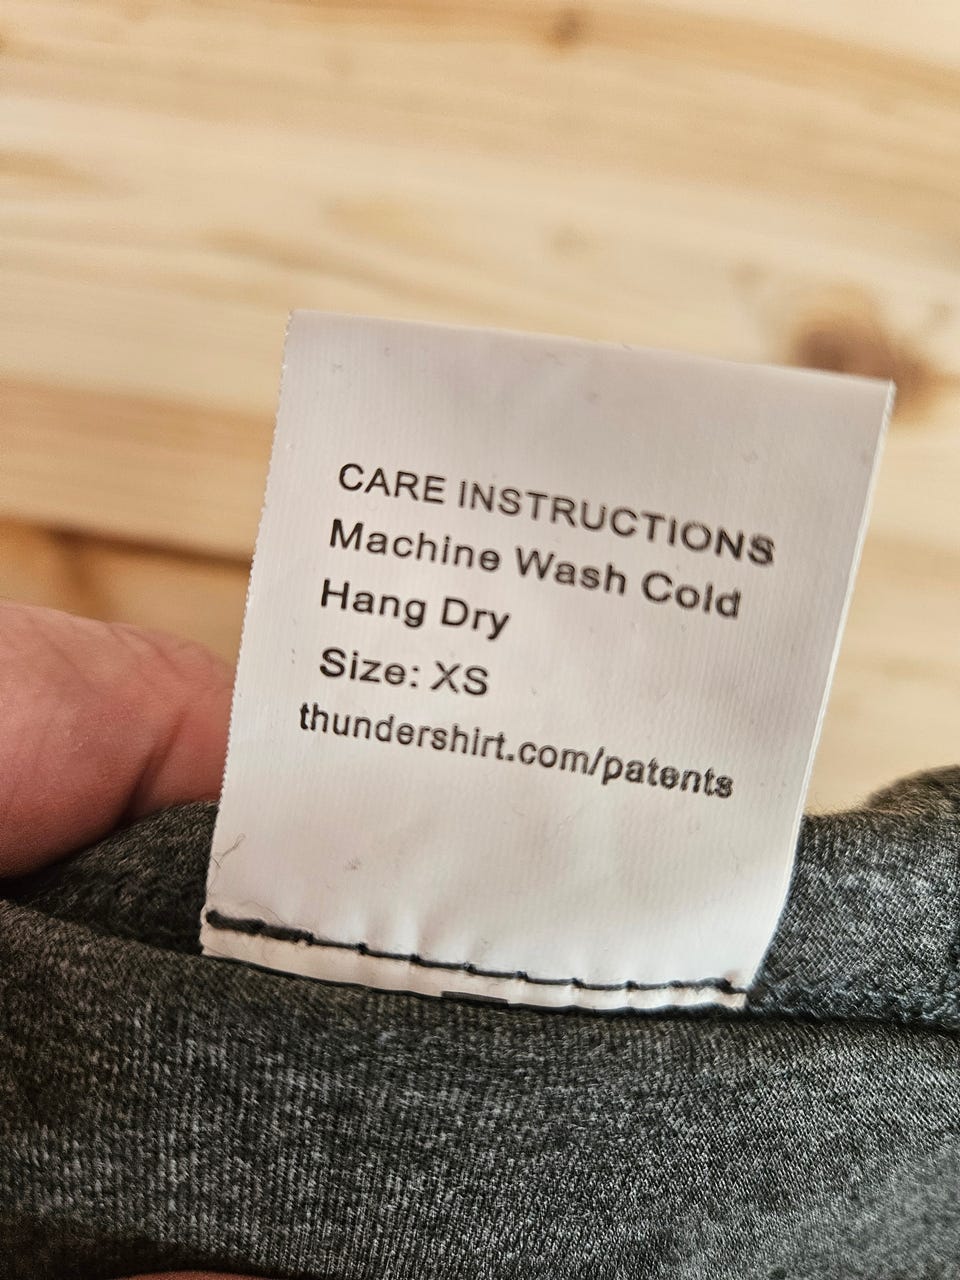 CARE INSTRUCTIONS
Machine Wash Cold
Hang Dry
Size: XS
thundershirt.com/patents